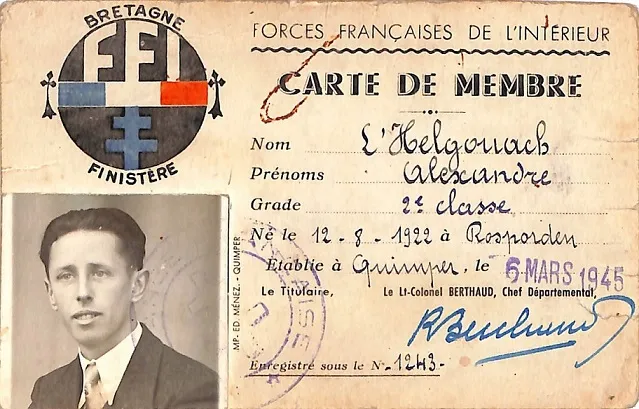 BRETAGNE
FFI
FINISTÈRE
FORCES FRANÇAISES DE L'INTÉRIEUR
CARTE DE MEMBRE
Nom L'Helgouach
Prénoms Alexandre
Grade 2e classe
Né le 12-8-1922 à Rosporden
Etablie à Quimper, le 6 MARS 1945
Le Titulaire, Le Lt-Colonel BERTHAUD, Chef Départemental,
RBerthaud
Enregistré sous le N° 1243.
IMP. ED. MÉNEZ. - QUIMPER